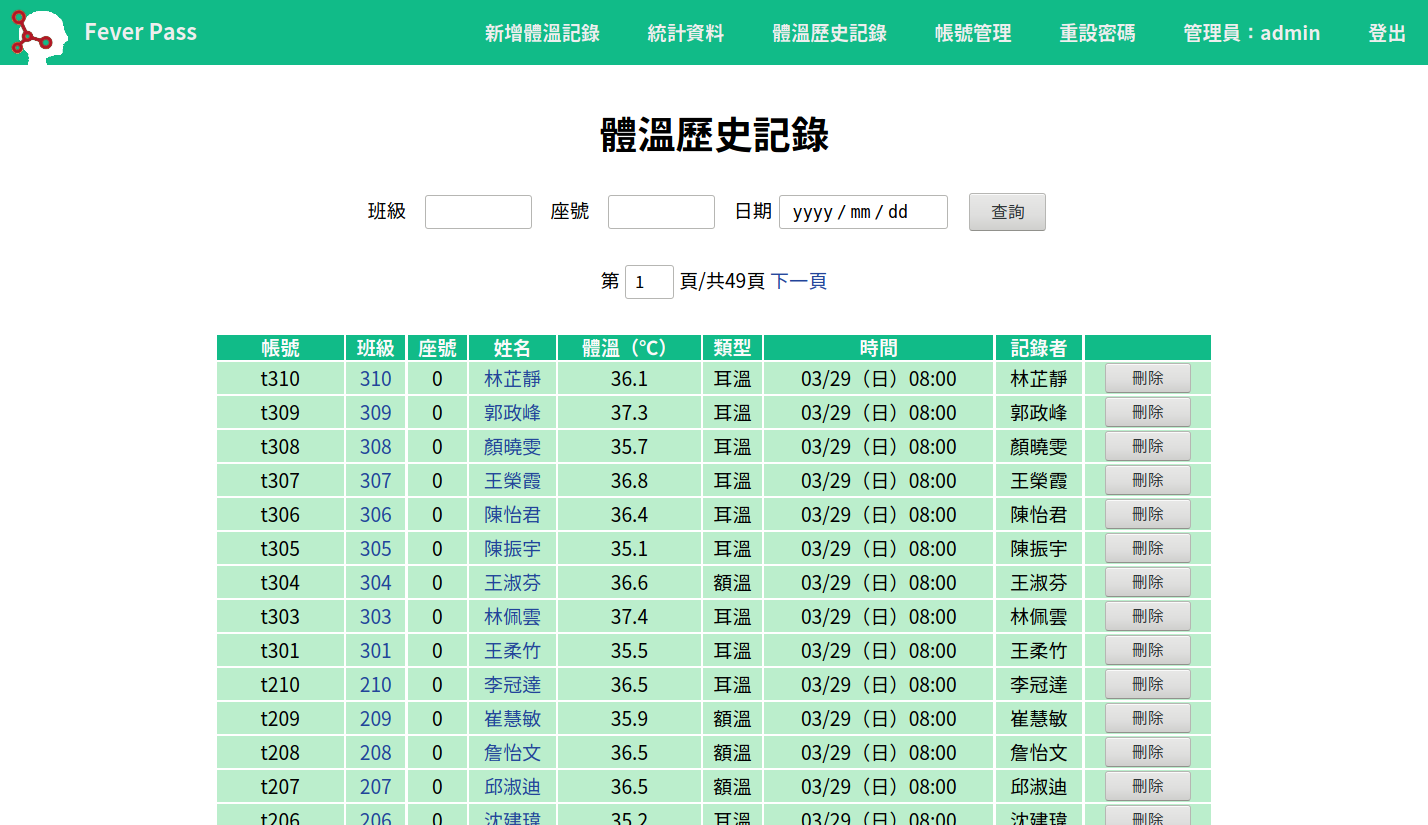 Fever Pass 新增體溫記錄 統計資料 體溫歷史記錄 帳號管理 重設密碼 管理員：admin 登出
體溫歷史記錄
班級 座號 日期 yyyy / mm / dd 查詢
第 1 頁/共49頁 下一頁
帳號 班級 座號 姓名 體溫（℃） 類型 時間 記錄者
t310 310 0 林芷靜 36.1 耳溫 03/29（日）08:00 林芷靜 刪除
t309 309 0 郭政峰 37.3 耳溫 03/29（日）08:00 郭政峰 刪除
t308 308 0 顏曉雯 35.7 耳溫 03/29（日）08:00 顏曉雯 刪除
t307 307 0 王榮霞 36.8 耳溫 03/29（日）08:00 王榮霞 刪除
t306 306 0 陳怡君 36.4 耳溫 03/29（日）08:00 陳怡君 刪除
t305 305 0 陳振宇 35.1 耳溫 03/29（日）08:00 陳振宇 刪除
t304 304 0 王淑芬 36.6 額溫 03/29（日）08:00 王淑芬 刪除
t303 303 0 林佩雲 37.4 耳溫 03/29（日）08:00 林佩雲 刪除
t301 301 0 王柔竹 35.5 耳溫 03/29（日）08:00 王柔竹 刪除
t210 210 0 李冠達 36.5 耳溫 03/29（日）08:00 李冠達 刪除
t209 209 0 崔慧敏 35.9 額溫 03/29（日）08:00 崔慧敏 刪除
t208 208 0 詹怡文 36.5 額溫 03/29（日）08:00 詹怡文 刪除
t207 207 0 邱淑迪 36.5 額溫 03/29（日）08:00 邱淑迪 刪除
t206 206 0 沈建瑋 35.2 耳溫 03/29（日）08:00 沈建瑋 刪除